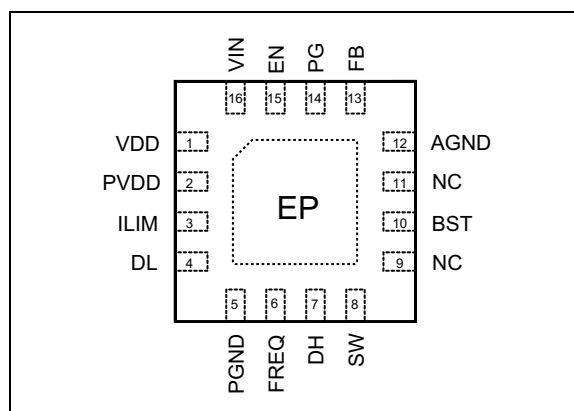 VIN EN PG FB
16 15 14 13
VDD 1 12 AGND
PVDD 2 11 NC
EP
ILIM 3 10 BST
DL 4 9 NC
5 6 7 8
PGND FREQ DH SW